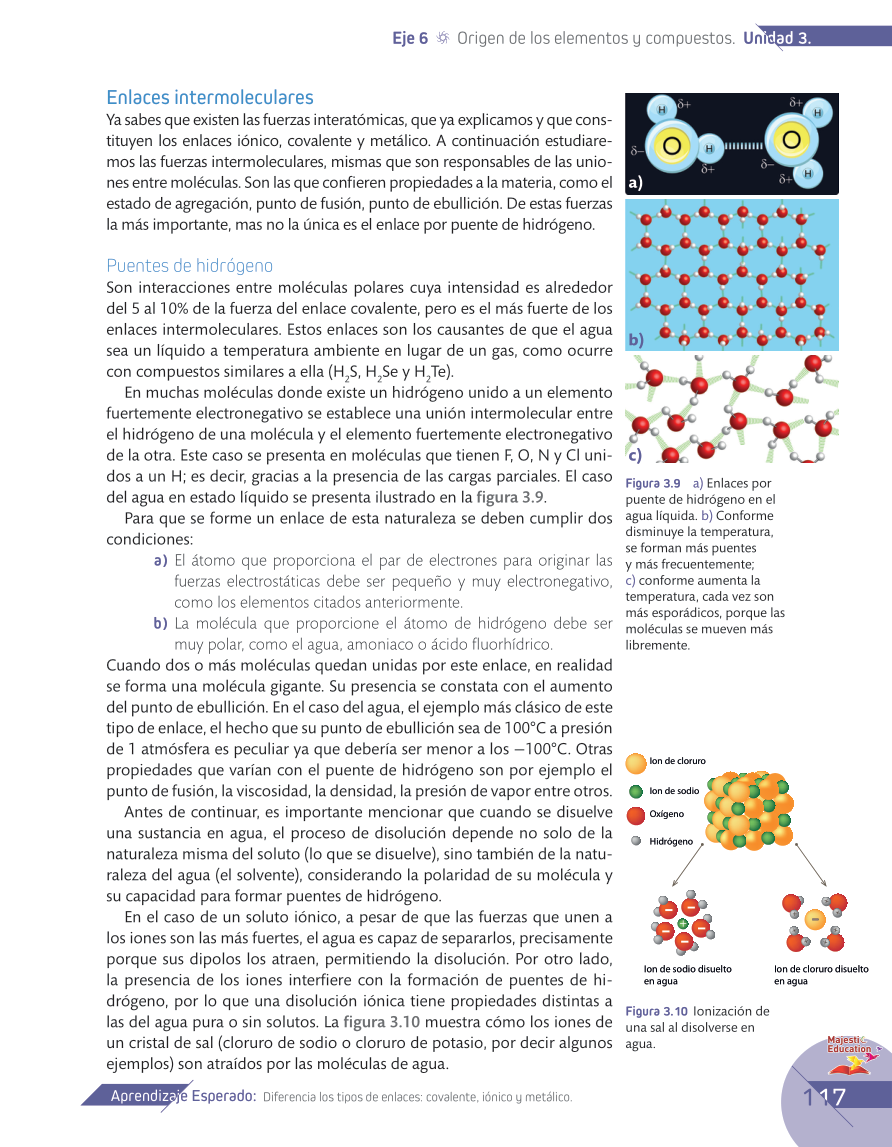 Eje 6 Origen de los elementos y compuestos. Unidad 3.
Enlaces intermoleculares
Ya sabes que existen las fuerzas interatómicas, que ya explicamos y que cons-
tituyen los enlaces iónico, covalente y metálico. A continuación estudiare-
mos las fuerzas intermoleculares, mismas que son responsables de las unio-
nes entre moléculas. Son las que confieren propiedades a la materia, como el
estado de agregación, punto de fusión, punto de ebullición. De estas fuerzas
la más importante, mas no la única es el enlace por puente de hidrógeno.
Puentes de hidrógeno
Son interacciones entre moléculas polares cuya intensidad es alrededor
del 5 al 10% de la fuerza del enlace covalente, pero es el más fuerte de los
enlaces intermoleculares. Estos enlaces son los causantes de que el agua
sea un líquido a temperatura ambiente en lugar de un gas, como ocurre
con compuestos similares a ella (H₂S, H₂Se y H₂Te).
En muchas moléculas donde existe un hidrógeno unido a un elemento
fuertemente electronegativo se establece una unión intermolecular entre
el hidrógeno de una molécula y el elemento fuertemente electronegativo
de la otra. Este caso se presenta en moléculas que tienen F, O, N y Cl uni-
dos a un H; es decir, gracias a la presencia de las cargas parciales. El caso
del agua en estado líquido se presenta ilustrado en la figura 3.9.
Para que se forme un enlace de esta naturaleza se deben cumplir dos
condiciones:
a) El átomo que proporciona el par de electrones para originar las
fuerzas electrostáticas debe ser pequeño y muy electronegativo,
como los elementos citados anteriormente.
b) La molécula que proporcione el átomo de hidrógeno debe ser
muy polar, como el agua, amoniaco o ácido fluorhídrico.
Cuando dos o más moléculas quedan unidas por este enlace, en realidad
se forma una molécula gigante. Su presencia se constata con el aumento
del punto de ebullición. En el caso del agua, el ejemplo más clásico de este
tipo de enlace, el hecho que su punto de ebullición sea de 100°C a presión
de 1 atmósfera es peculiar ya que debería ser menor a los −100°C. Otras
propiedades que varían con el puente de hidrógeno son por ejemplo el
punto de fusión, la viscosidad, la densidad, la presión de vapor entre otros.
Antes de continuar, es importante mencionar que cuando se disuelve
una sustancia en agua, el proceso de disolución depende no solo de la
naturaleza misma del soluto (lo que se disuelve), sino también de la natu-
raleza del agua (el solvente), considerando la polaridad de su molécula y
su capacidad para formar puentes de hidrógeno.
En el caso de un soluto iónico, a pesar de que las fuerzas que unen a
los iones son las más fuertes, el agua es capaz de separarlos, precisamente
porque sus dipolos los atraen, permitiendo la disolución. Por otro lado,
la presencia de los iones interfiere con la formación de puentes de hi-
drógeno, por lo que una disolución iónica tiene propiedades distintas a
las del agua pura o sin solutos. La figura 3.10 muestra cómo los iones de
un cristal de sal (cloruro de sodio o cloruro de potasio, por decir algunos
ejemplos) son atraídos por las moléculas de agua.
H δ+ δ+ H
δ− O H O
δ+ δ− δ+ H
a)
b)
c)
Figura 3.9 a) Enlaces por
puente de hidrógeno en el
agua líquida. b) Conforme
disminuye la temperatura,
se forman más puentes
y más frecuentemente;
c) conforme aumenta la
temperatura, cada vez son
más esporádicos, porque las
moléculas se mueven más
libremente.
Ion de cloruro
Ion de sodio
Oxígeno
Hidrógeno
Ion de sodio disuelto
en agua
Ion de cloruro disuelto
en agua
Figura 3.10 Ionización de
una sal al disolverse en
agua.
Majestic
Education
Aprendizaje Esperado: Diferencia los tipos de enlaces: covalente, iónico y metálico.
117